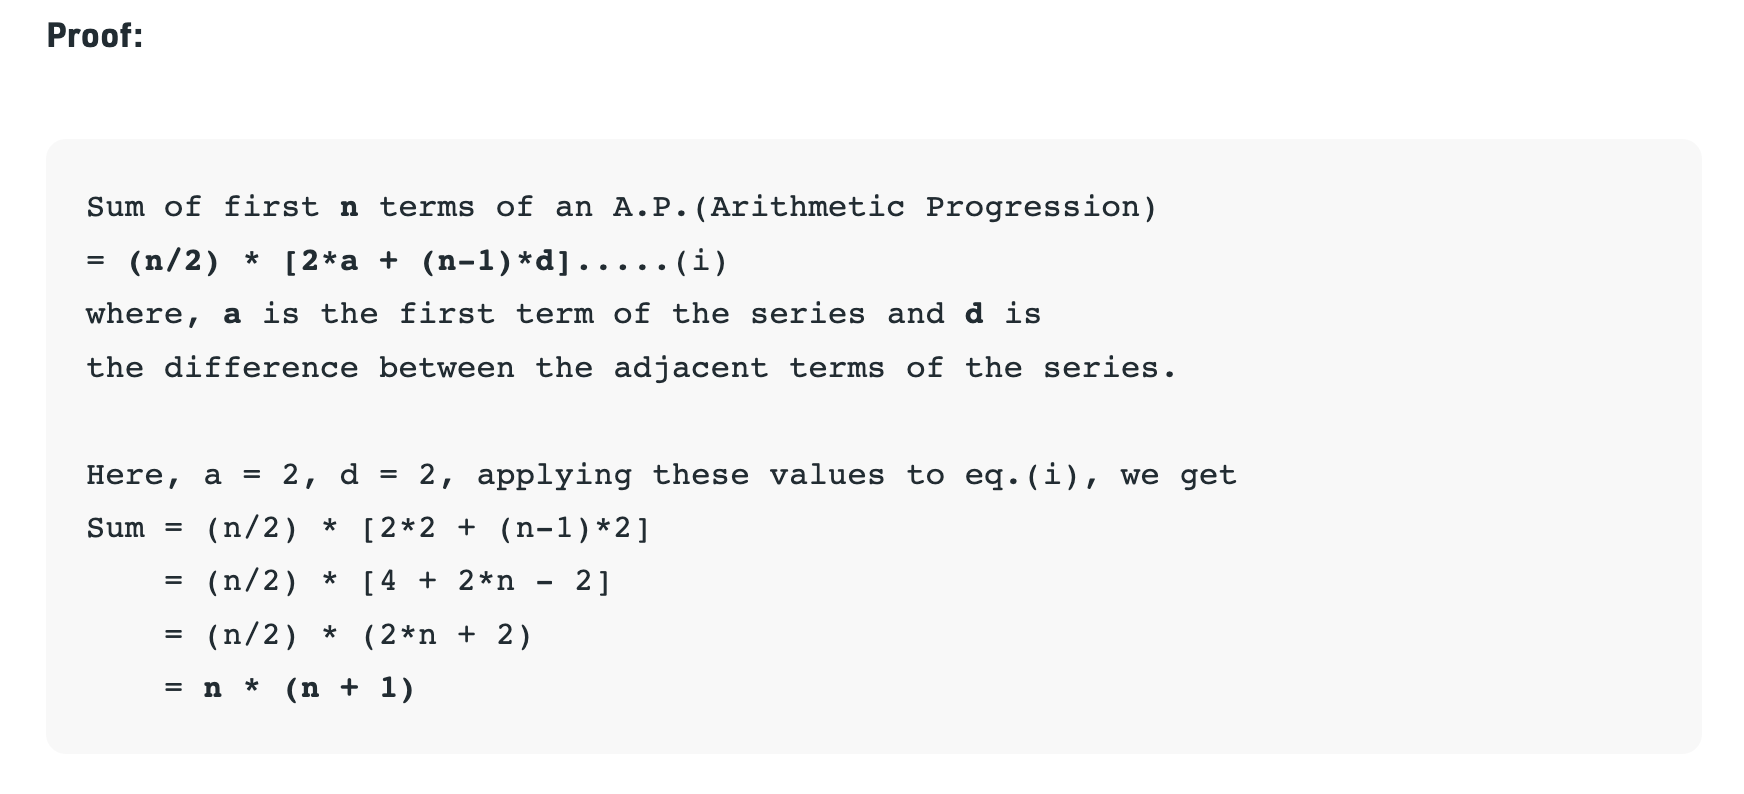 Proof:
Sum of first n terms of an A.P.(Arithmetic Progression)
= (n/2) * [2*a + (n-1)*d].....(i)
where, a is the first term of the series and d is
the difference between the adjacent terms of the series.
Here, a = 2, d = 2, applying these values to eq.(i), we get
Sum = (n/2) * [2*2 + (n-1)*2]
= (n/2) * [4 + 2*n - 2]
= (n/2) * (2*n + 2)
= n * (n + 1)